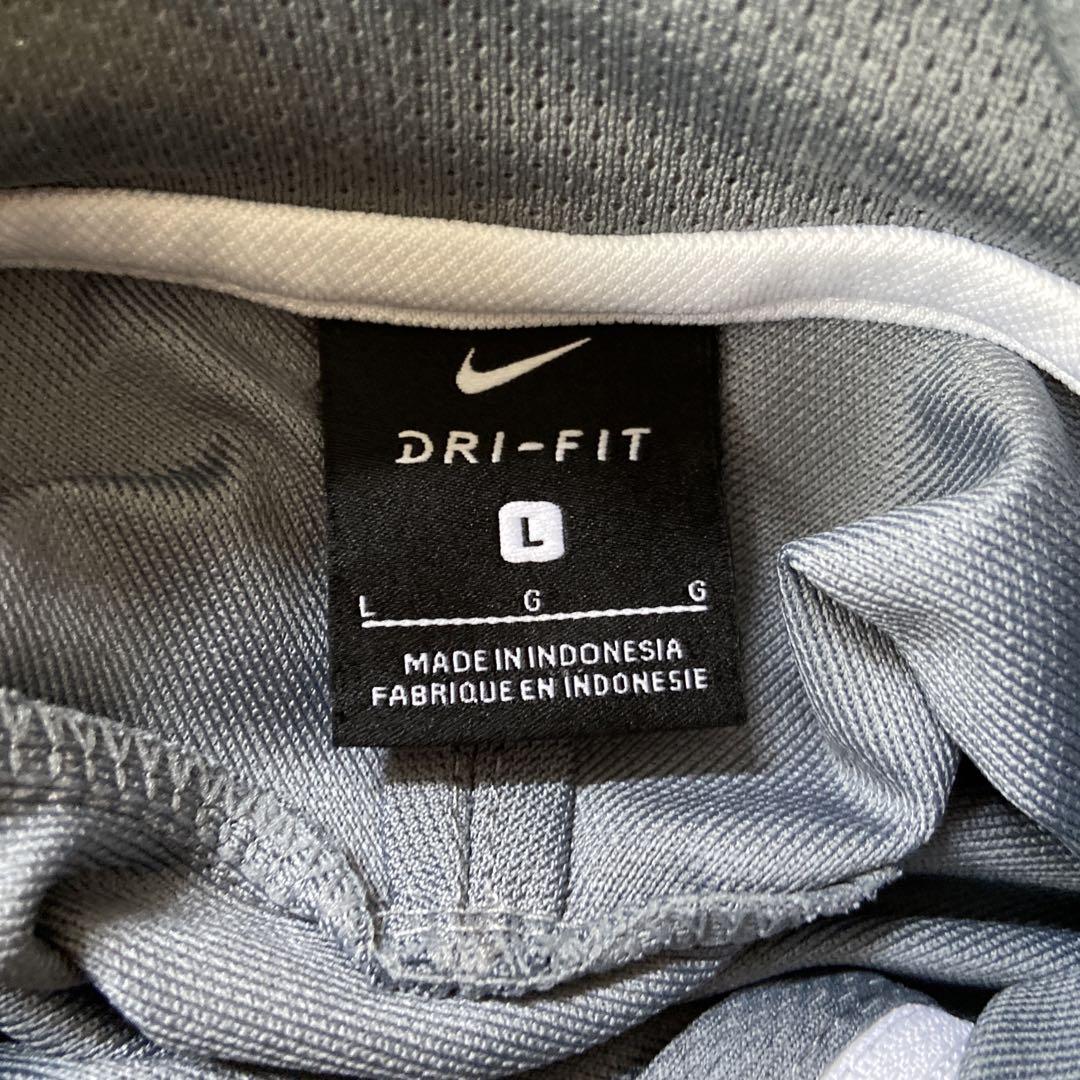 DRI-FIT
L
L G G
MADE IN INDONESIA
FABRIQUE EN INDONESIE